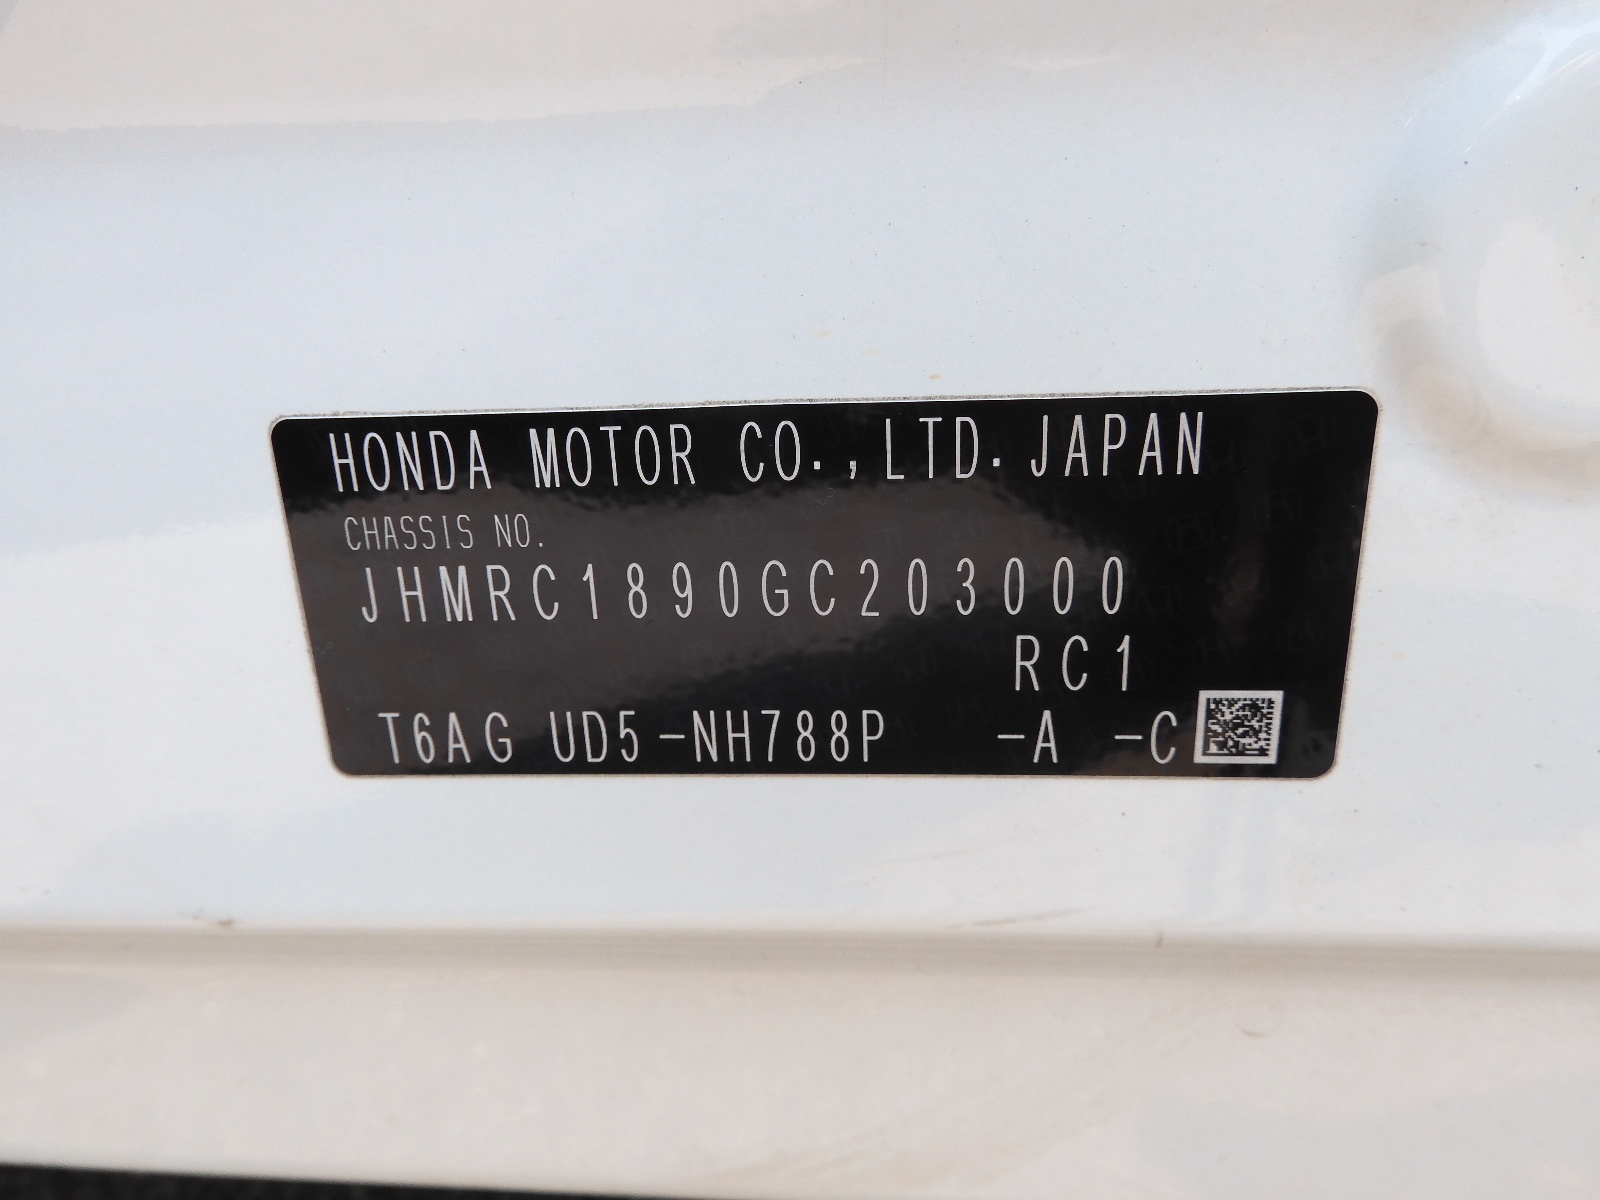 HONDA MOTOR CO.,LTD.JAPAN
CHASSIS NO.
JHMRC1890GC203000
RC1
T6AG UD5-NH788P -A -C